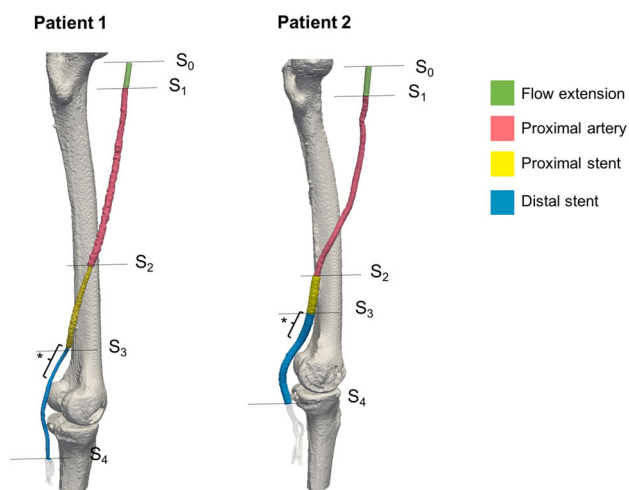 Patient 1
Patient 2
S₀
S₁
S₂
S₃
*
S₄
S₀
S₁
S₂
S₃
*
S₄
Flow extension
Proximal artery
Proximal stent
Distal stent